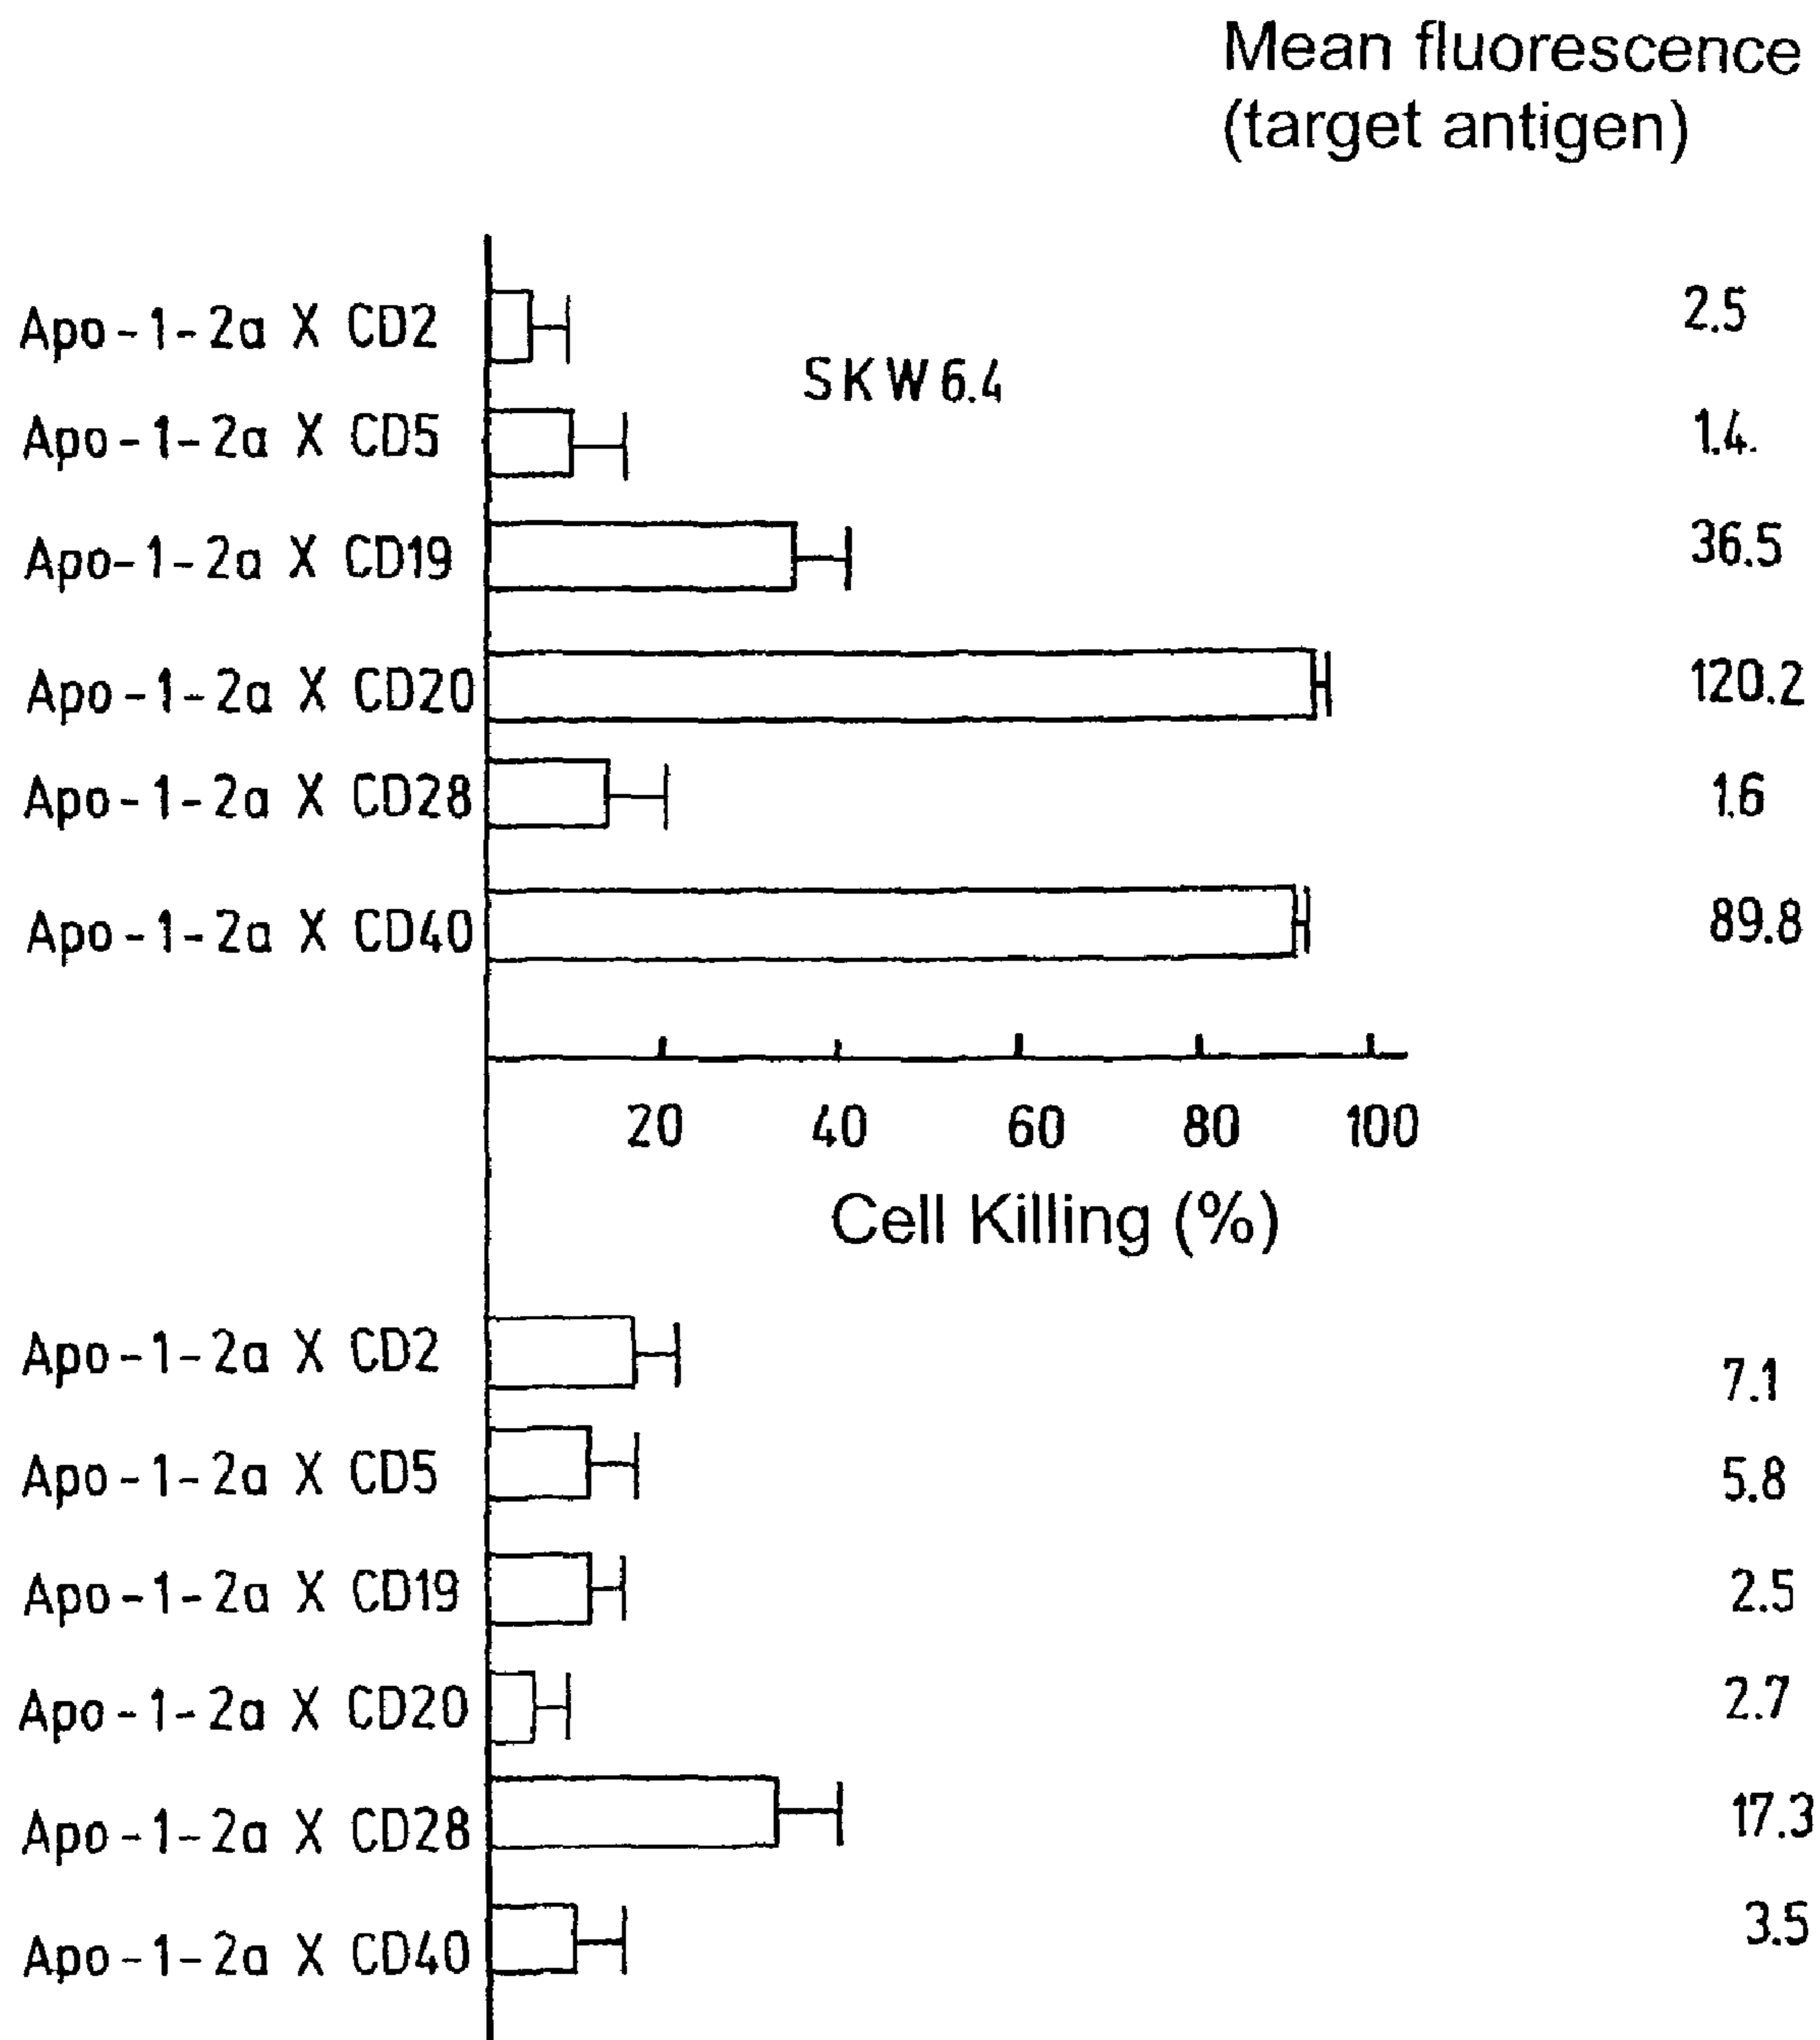 Mean fluorescence
(target antigen)
Apo-1-2a X CD2 2.5
SKW6.4
Apo-1-2a X CD5 1.4.
Apo-1-2a X CD19 36.5
Apo-1-2a X CD20 120.2
Apo-1-2a X CD28 1.6
Apo-1-2a X CD40 89.8
20 40 60 80 100
Cell Killing (%)
Apo-1-2a X CD2 7.1
Apo-1-2a X CD5 5.8
Apo-1-2a X CD19 2.5
Apo-1-2a X CD20 2.7
Apo-1-2a X CD28 17.3
Apo-1-2a X CD40 3.5